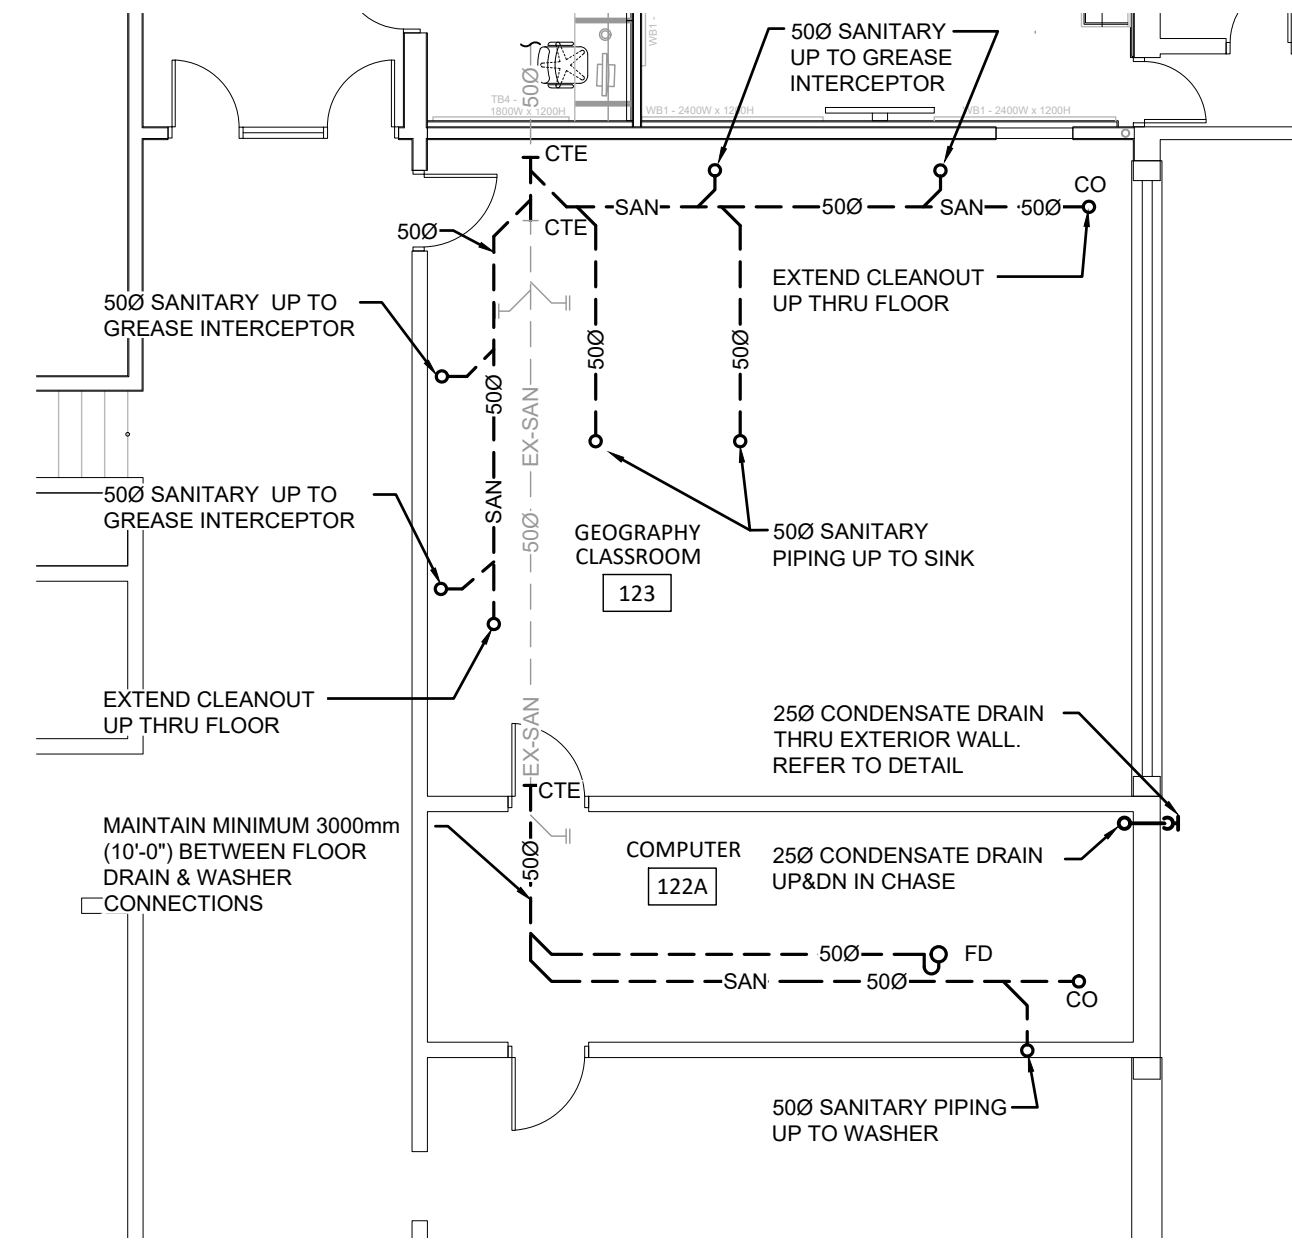 50Ø SANITARY
UP TO GREASE
INTERCEPTOR
WB1 -
TB4 -
1800W x 1200H
50Ø
WB1 - 2400W x 1200H
WB1 - 2400W x 1200H
CTE
CO
SAN
50Ø
SAN
50Ø
CTE
50Ø
EXTEND CLEANOUT
UP THRU FLOOR
50Ø SANITARY UP TO
GREASE INTERCEPTOR
50Ø
50Ø
50Ø
EX-SAN
50Ø SANITARY UP TO
GREASE INTERCEPTOR
SAN
50Ø
GEOGRAPHY
CLASSROOM
123
50Ø SANITARY
PIPING UP TO SINK
EXTEND CLEANOUT
UP THRU FLOOR
EX-SAN
25Ø CONDENSATE DRAIN
THRU EXTERIOR WALL.
REFER TO DETAIL
CTE
MAINTAIN MINIMUM 3000mm
(10'-0") BETWEEN FLOOR
DRAIN & WASHER
CONNECTIONS
50Ø
COMPUTER
122A
25Ø CONDENSATE DRAIN
UP&DN IN CHASE
50Ø
FD
SAN
50Ø
CO
50Ø SANITARY PIPING
UP TO WASHER